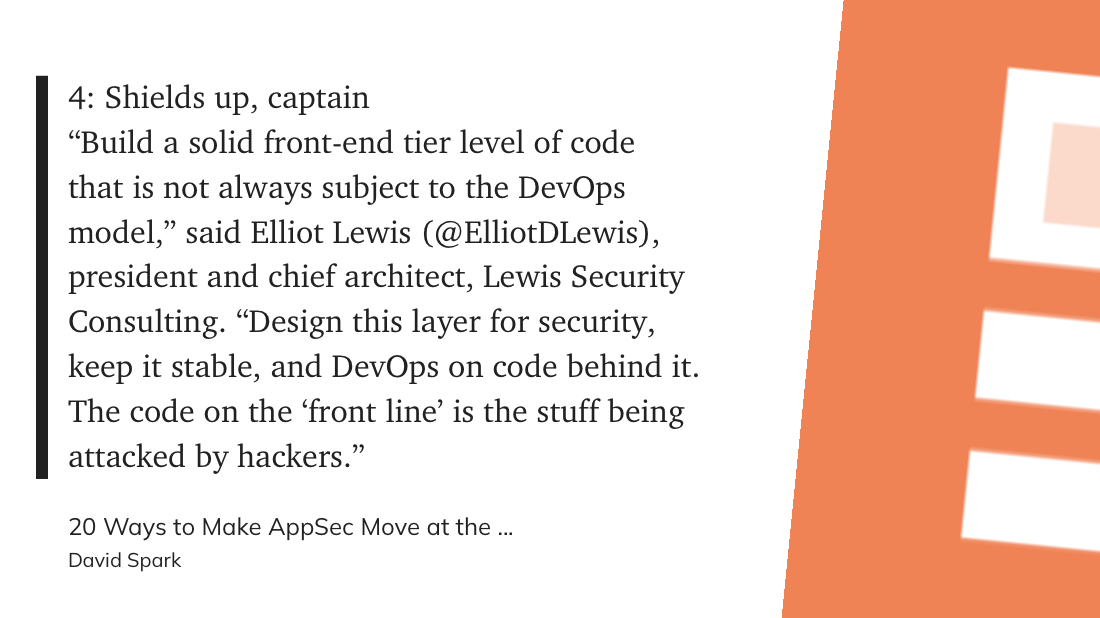 4: Shields up, captain
“Build a solid front-end tier level of code
that is not always subject to the DevOps
model,” said Elliot Lewis (@ElliotDLewis),
president and chief architect, Lewis Security
Consulting. “Design this layer for security,
keep it stable, and DevOps on code behind it.
The code on the ‘front line’ is the stuff being
attacked by hackers.”
20 Ways to Make AppSec Move at the ...
David Spark